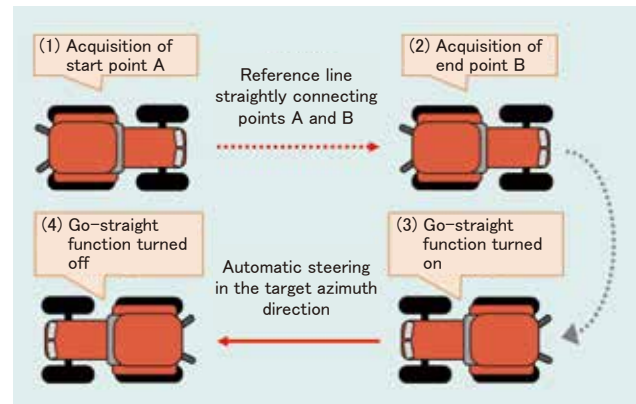 (1) Acquisition of
start point A
Reference line
straightly connecting
points A and B
(2) Acquisition of
end point B
(3) Go-straight
function turned
on
Automatic steering
in the target azimuth
direction
(4) Go-straight
function turned
off